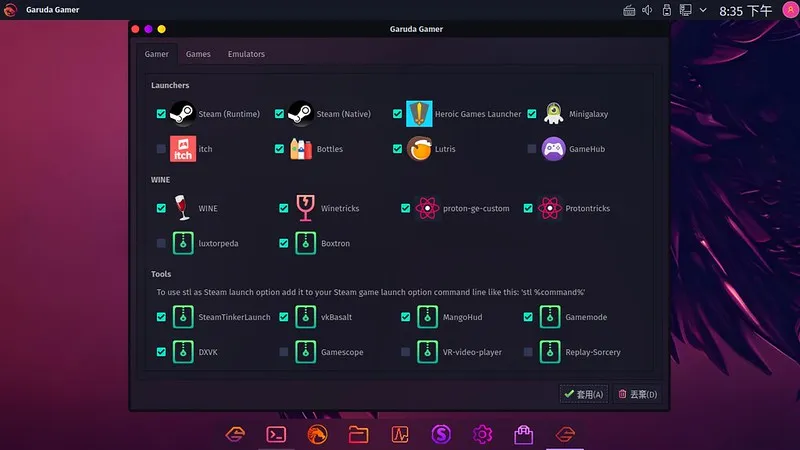 Garuda Gamer
8:35 下午
Garuda Gamer
Gamer Games Emulators
Launchers
Steam (Runtime) Steam (Native) Heroic Games Launcher Minigalaxy
itch itch Bottles Lutris GameHub
WINE
WINE Winetricks proton-ge-custom Protontricks
luxtorpeda Boxtron
Tools
To use stl as Steam launch option add it to your Steam game launch option command line like this: 'stl %command%'
SteamTinkerLaunch vkBasalt MangoHud Gamemode
DXVK Gamescope VR-video-player Replay-Sorcery
套用(A) 丟棄(D)